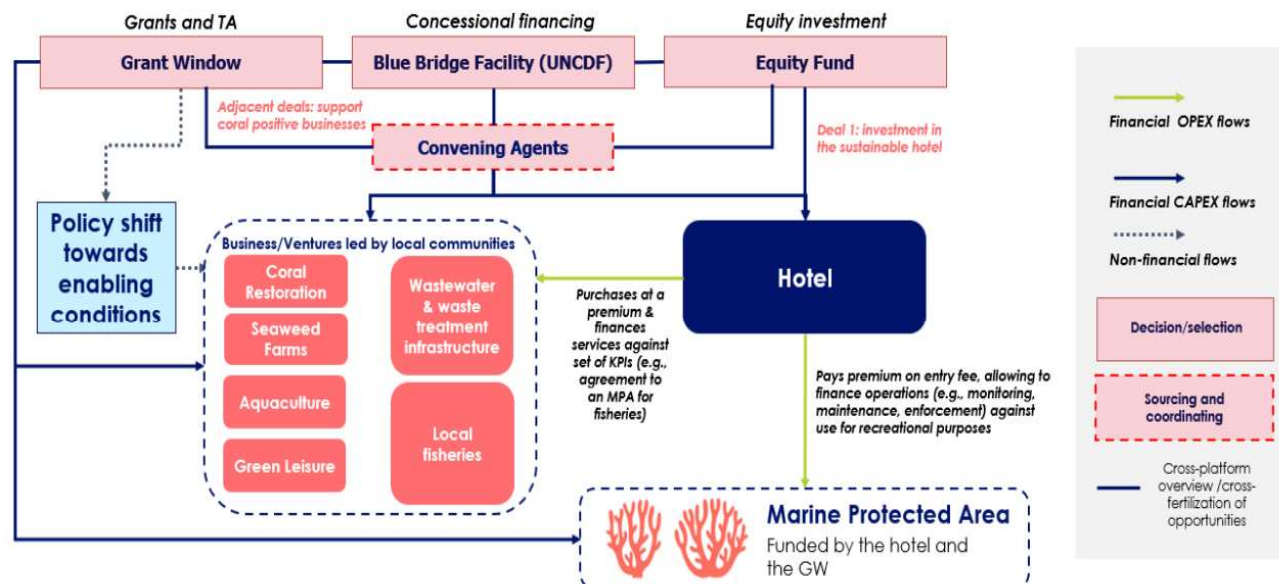 Grants and TA
Concessional financing
Equity investment
Grant Window
Blue Bridge Facility (UNCDF)
Equity Fund
Adjacent deals: support
coral positive businesses
Convening Agents
Deal 1: investment in
the sustainable hotel
Policy shift
towards
enabling
conditions
Business/Ventures led by local communities
Coral
Restoration
Seaweed
Farms
Aquaculture
Green Leisure
Wastewater
& waste
treatment
infrastructure
Local
fisheries
Hotel
Purchases at a
premium &
finances
services against
set of KPIs (e.g.,
agreement to
an MPA for
fisheries)
Pays premium on entry fee, allowing to
finance operations (e.g., monitoring,
maintenance, enforcement) against
use for recreational purposes
Marine Protected Area
Funded by the hotel and
the GW
Financial OPEX flows
Financial CAPEX flows
Non-financial flows
Decision/selection
Sourcing and
coordinating
Cross-platform
overview /cross-
fertilization of
opportunities